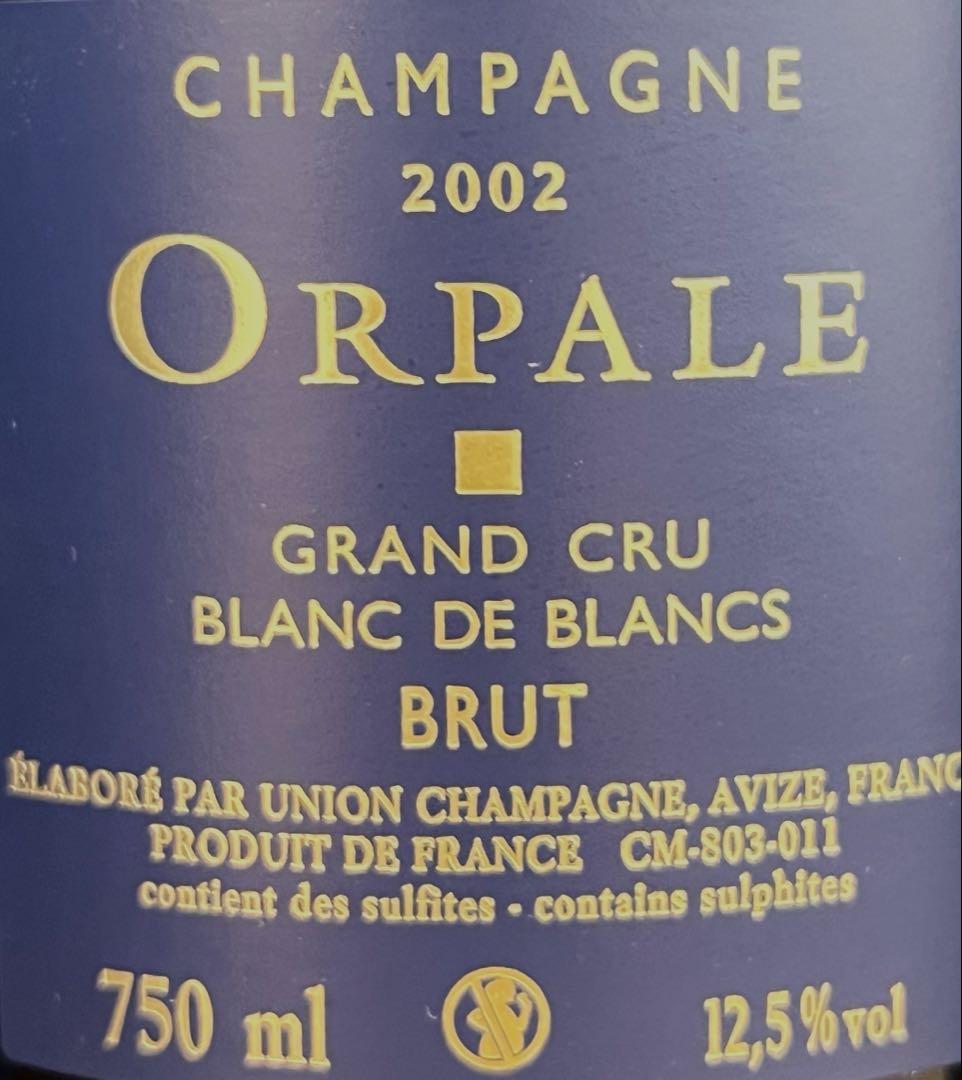 CHAMPAGNE
2002
ORPALE
GRAND CRU
BLANC DE BLANCS
BRUT
ÉLABORÉ PAR UNION CHAMPAGNE, AVIZE, FRANC
PRODUIT DE FRANCE CM-803-011
contient des sulfites - contains sulphites
750 ml 12,5 % vol